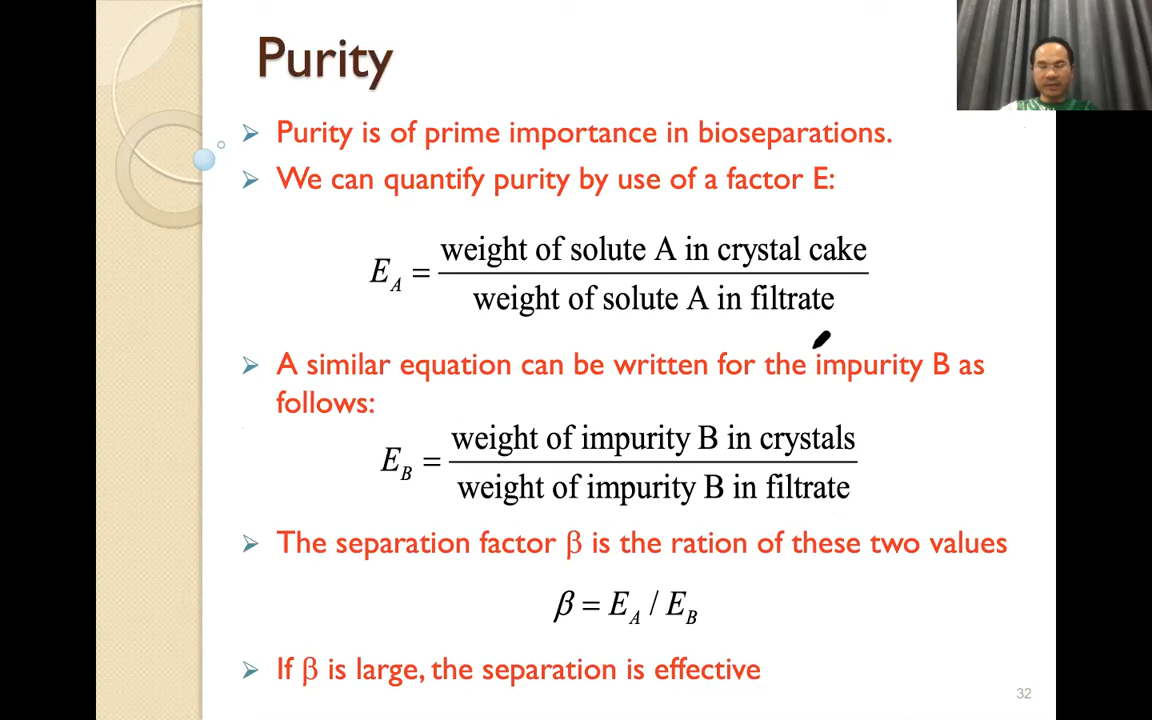 Purity
Purity is of prime importance in bioseparations.
We can quantify purity by use of a factor E:
E_A = weight of solute A in crystal cake / weight of solute A in filtrate
A similar equation can be written for the impurity B as
follows:
E_B = weight of impurity B in crystals / weight of impurity B in filtrate
The separation factor β is the ration of these two values
β = E_A / E_B
If β is large, the separation is effective
32